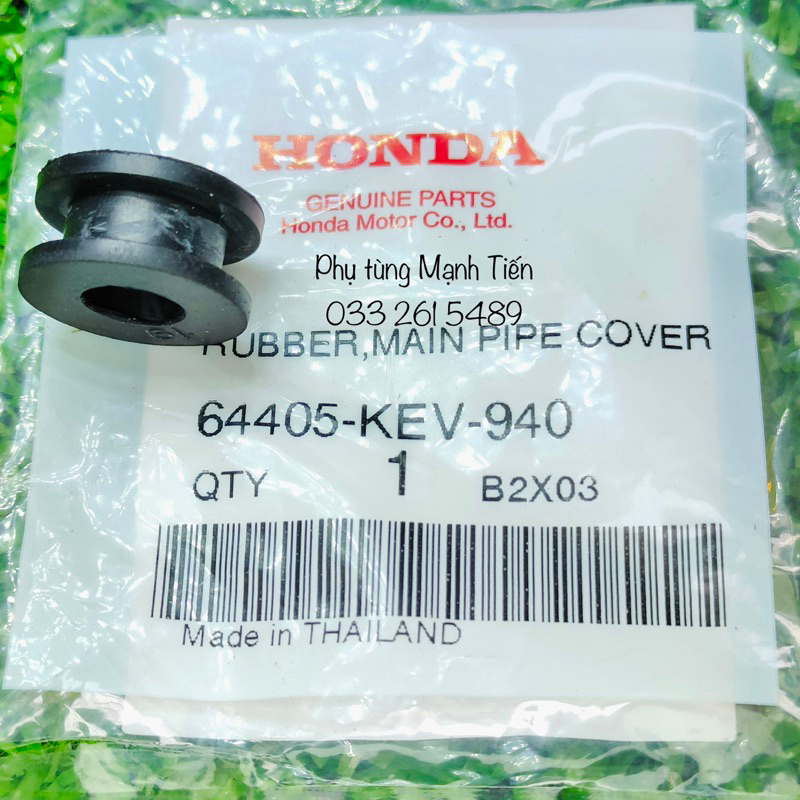 HONDA
GENUINE PARTS
Honda Motor Co., Ltd.
Phụ tùng Mạnh Tiến
033 261 5489
RUBBER,MAIN PIPE COVER
64405-KEV-940
QTY 1 B2X03
Made in THAILAND